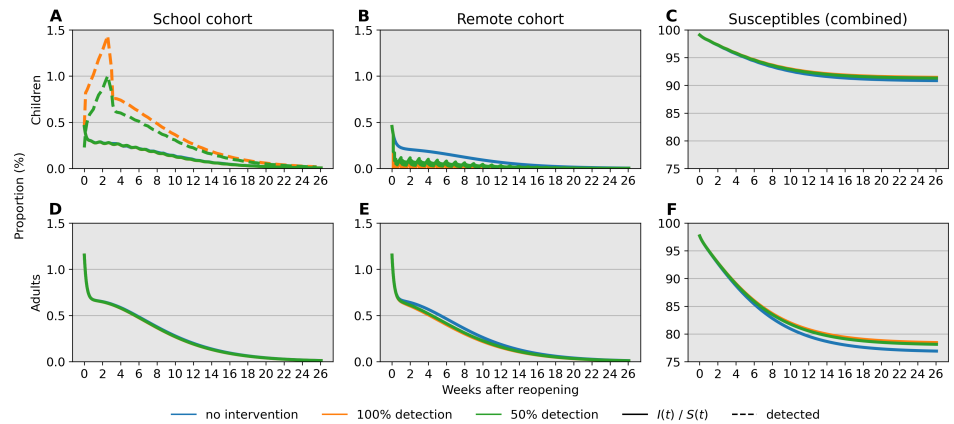 A School cohort
B Remote cohort
C Susceptibles (combined)
Proportion (%)
Children
1.5
1.0
0.5
0.0
0 2 4 6 8 10 12 14 16 18 20 22 24 26
1.5
1.0
0.5
0.0
0 2 4 6 8 10 12 14 16 18 20 22 24 26
100
95
90
85
80
75
0 2 4 6 8 10 12 14 16 18 20 22 24 26
D
E
F
Adults
1.5
1.0
0.5
0.0
0 2 4 6 8 10 12 14 16 18 20 22 24 26
1.5
1.0
0.5
0.0
0 2 4 6 8 10 12 14 16 18 20 22 24 26
100
95
90
85
80
75
0 2 4 6 8 10 12 14 16 18 20 22 24 26
Weeks after reopening
no intervention 100% detection 50% detection I(t) / S(t) detected